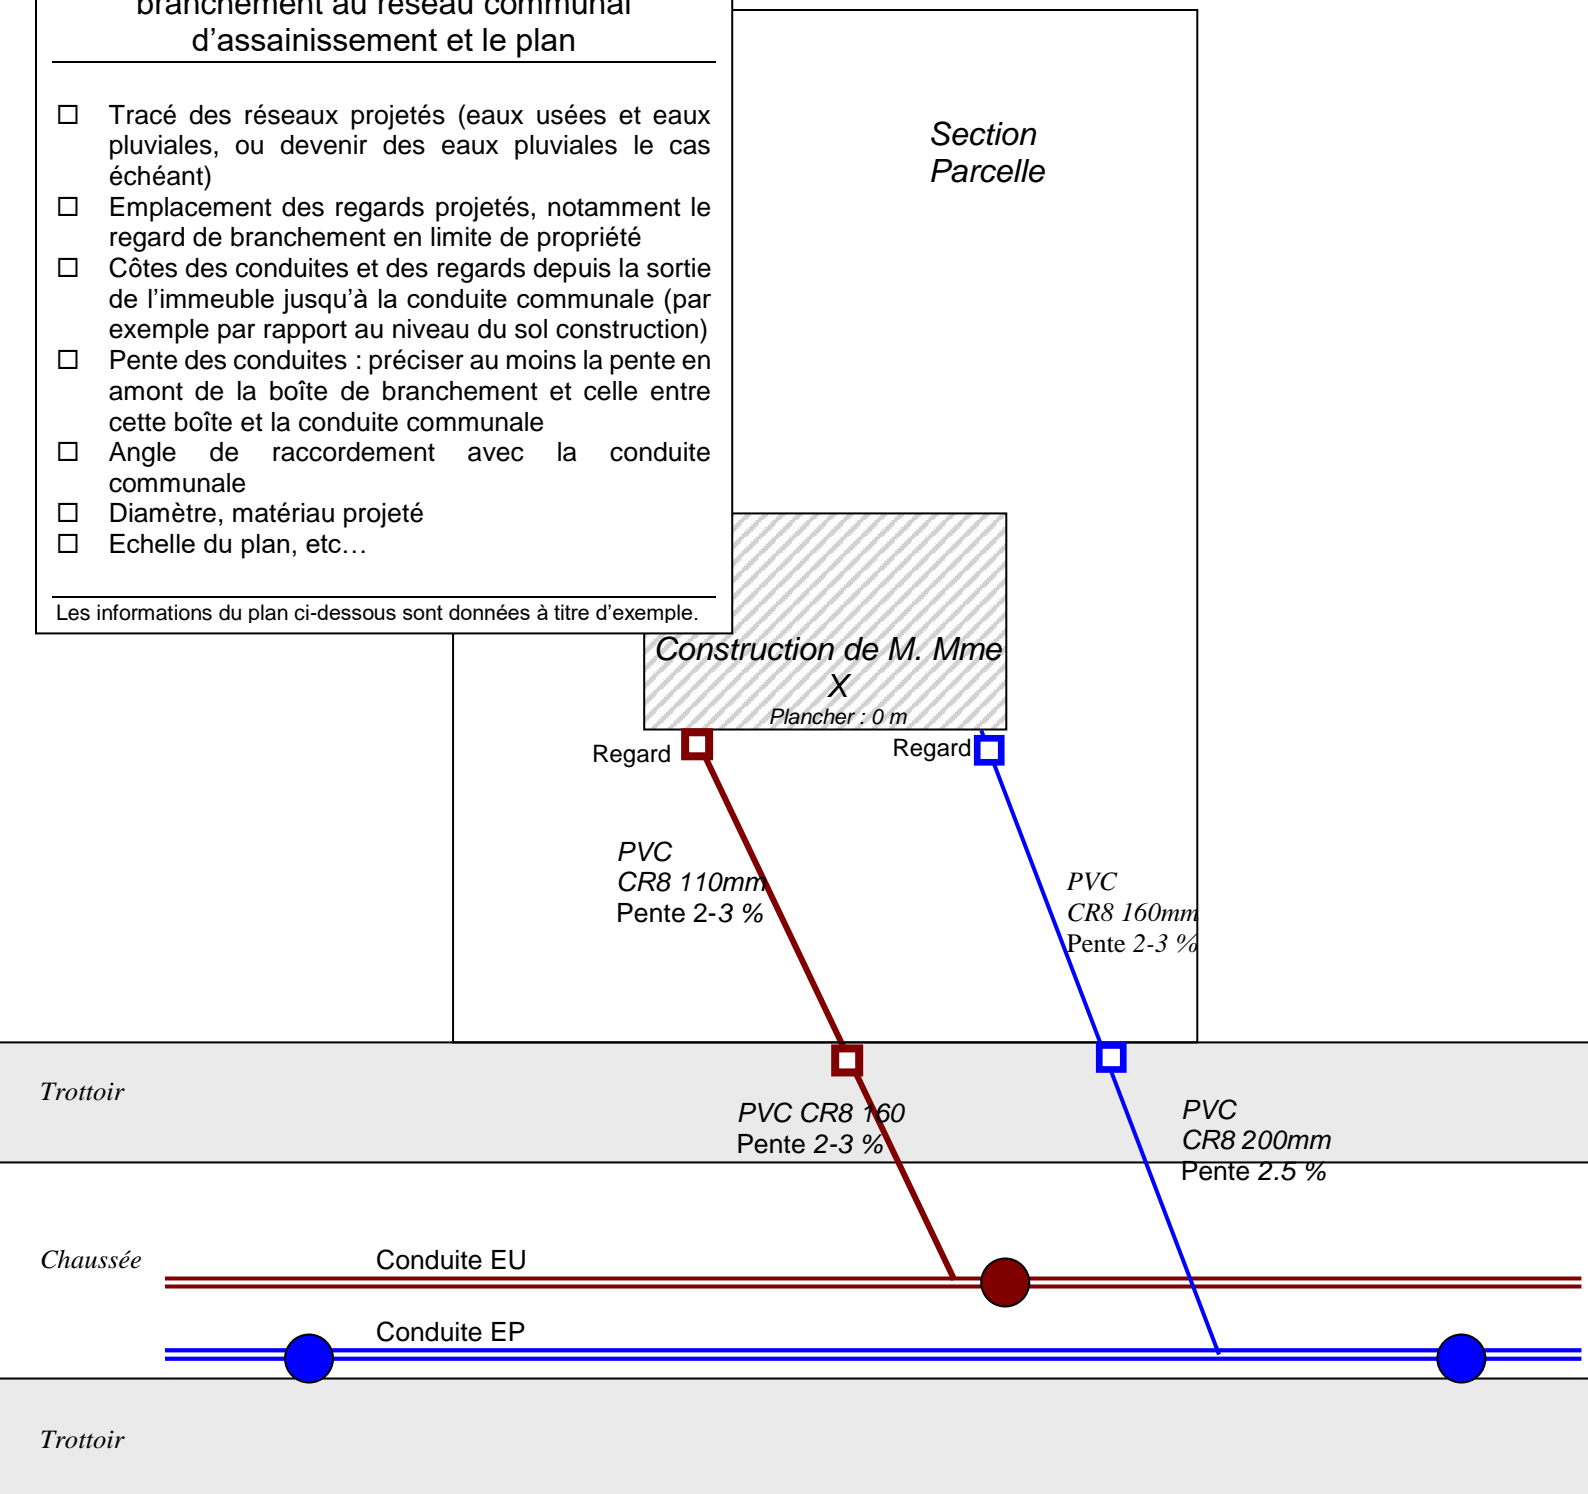 branchement au réseau communal
d’assainissement et le plan
☐ Tracé des réseaux projetés (eaux usées et eaux
pluviales, ou devenir des eaux pluviales le cas
échéant)
☐ Emplacement des regards projetés, notamment le
regard de branchement en limite de propriété
☐ Côtes des conduites et des regards depuis la sortie
de l’immeuble jusqu’à la conduite communale (par
exemple par rapport au niveau du sol construction)
☐ Pente des conduites : préciser au moins la pente en
amont de la boîte de branchement et celle entre
cette boîte et la conduite communale
☐ Angle de raccordement avec la conduite
communale
☐ Diamètre, matériau projeté
☐ Echelle du plan, etc…
Les informations du plan ci-dessous sont données à titre d’exemple.
Section
Parcelle
Construction de M. Mme
X
Plancher : 0 m
Regard
Regard
PVC
CR8 110mm
Pente 2-3 %
PVC
CR8 160mm
Pente 2-3 %
Trottoir
PVC CR8 160
Pente 2-3 %
PVC
CR8 200mm
Pente 2.5 %
Chaussée
Conduite EU
Conduite EP
Trottoir